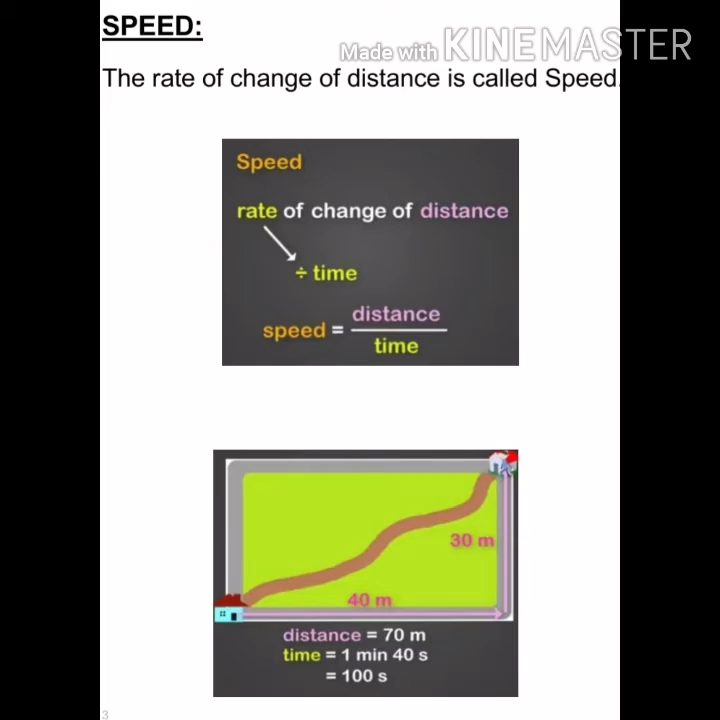 SPEED:
Made with KINEMASTER
The rate of change of distance is called Speed.
Speed
rate of change of distance
÷ time
speed = distance
time
30 m
40 m
distance = 70 m
time = 1 min 40 s
= 100 s
3